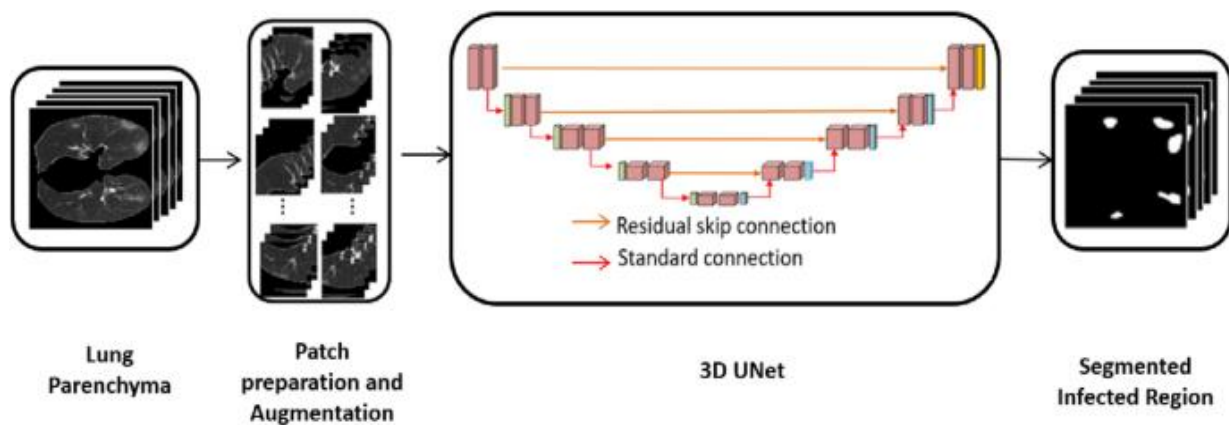 Residual skip connection
Standard connection
Lung
Parenchyma
Patch
preparation and
Augmentation
3D UNet
Segmented
Infected Region